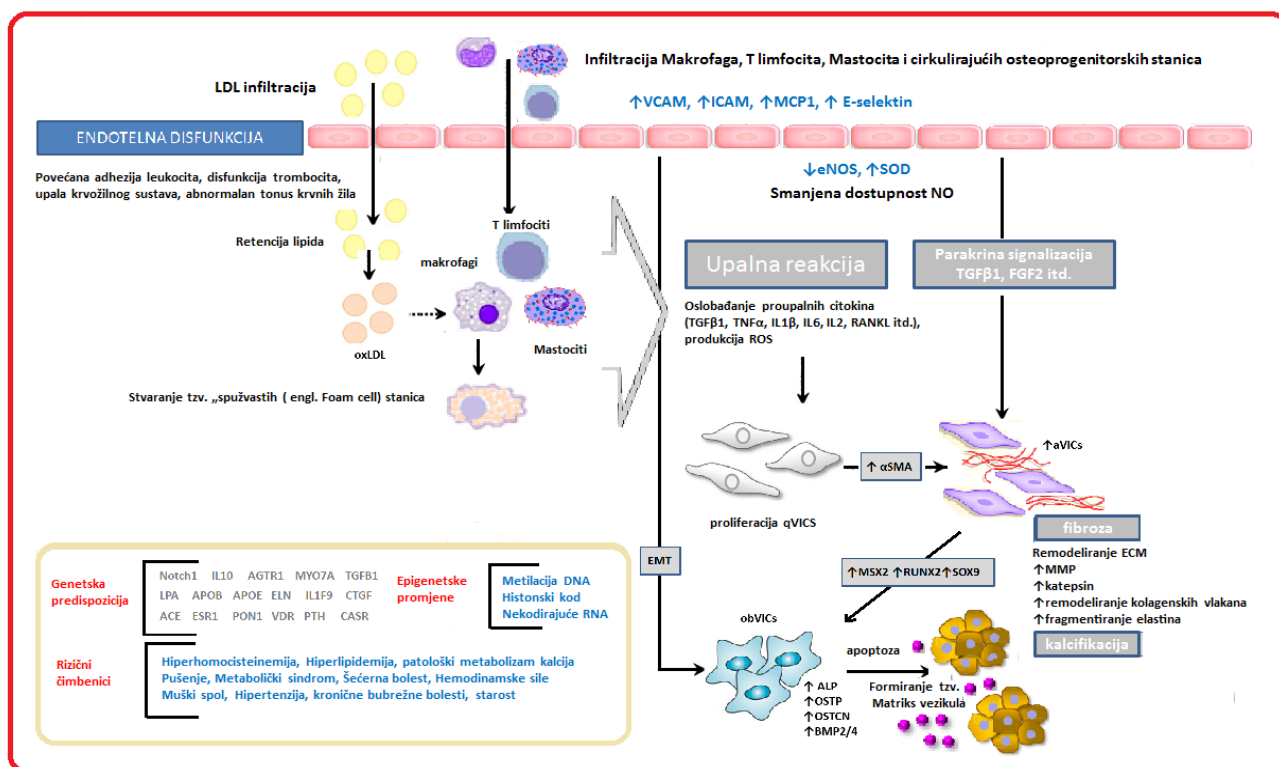 Infiltracija Makrofaga, T limfocita, Mastocita i cirkulirajućih osteoprogenitorskih stanica
LDL infiltracija
↑VCAM, ↑ICAM, ↑MCP1, ↑ E-selektin
ENDOTELNA DISFUNKCIJA
Povećana adhezija leukocita, disfunkcija trombocita,
upala krvožilnog sustava, abnormalan tonus krvnih žila
↓eNOS, ↑SOD
Smanjena dostupnost NO
Retencija lipida
T limfociti
makrofagi
oxLDL
Mastociti
Stvaranje tzv. „spužvastih ( engl. Foam cell) stanica
Upalna reakcija
Oslobađanje proupalnih citokina
(TGFβ1, TNFα, IL1β, IL6, IL2, RANKL itd.),
produkcija ROS
Parakrina signalizacija
TGFβ1, FGF2 itd.
proliferacija qVICS
↑ αSMA
↑aVICs
fibroza
Remodeliranje ECM
↑MMP
↑katepsin
↑remodeliranje kolagenskih vlakana
↑fragmentiranje elastina
kalcifikacija
EMT
↑MSX2 ↑RUNX2↑SOX9
obVICs
↑ ALP
↑OSTP
↑OSTCN
↑BMP2/4
apoptoza
Formiranje tzv.
Matriks vezikula
Genetska
predispozicija
Notch1 IL10 AGTR1 MYO7A TGFB1
LPA APOB APOE ELN IL1F9 CTGF
ACE ESR1 PON1 VDR PTH CASR
Epigenetske
promjene
Metilacija DNA
Histonski kod
Nekodirajuće RNA
Rizični
čimbenici
Hiperhomocisteinemija, Hiperlipidemija, patološki metabolizam kalcija
Pušenje, Metabolički sindrom, Šećerna bolest, Hemodinamske sile
Muški spol, Hipertenzija, kronične bubrežne bolesti, starost